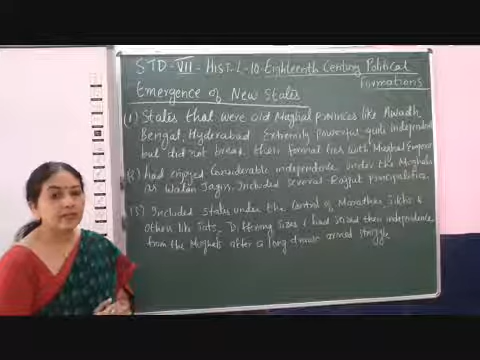 STD - VII - HIST. L-10 - Eighteenth Century Political
Formations
Emergence of New States
(1) States that were old Mughal provinces like Awadh,
Bengal, Hyderabad Extremely powerful quite independent
but did not break their formal ties with Mughal Emperor
(2) Had enjoyed Considerable independence under the Mughals
as Watan Jagirs. Included several Rajput principalities.
(3) Included states under the Control of Marathas, Sikhs &
others like Jats. Differing sizes & had seized their independence
from the Mughals after a long drawn armed struggle